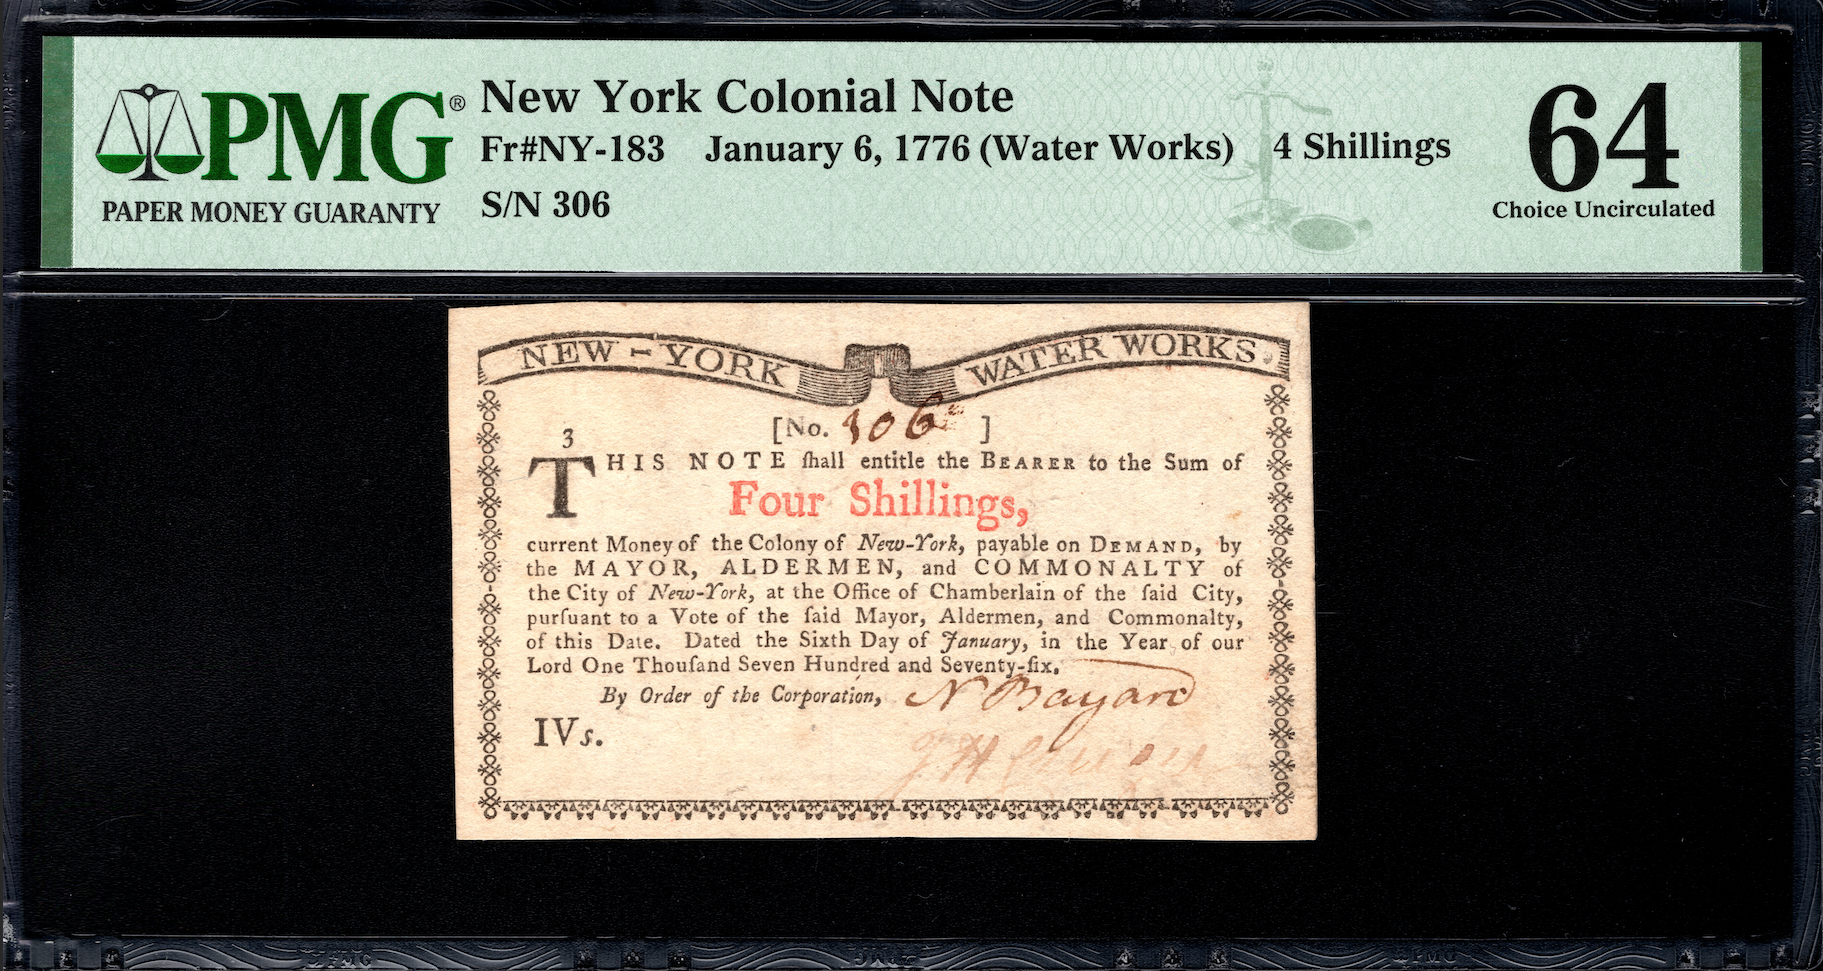 PMG® New York Colonial Note
Fr#NY-183 January 6, 1776 (Water Works) 4 Shillings
PAPER MONEY GUARANTY
S/N 306
64
Choice Uncirculated
NEW-YORK WATER WORKS.
[No. 306 ]
3
THIS NOTE ſhall entitle the BEARER to the Sum of
Four Shillings,
current Money of the Colony of New-York, payable on DEMAND, by
the MAYOR, ALDERMEN, and COMMONALTY of
the City of New-York, at the Office of Chamberlain of the ſaid City,
purſuant to a Vote of the ſaid Mayor, Aldermen, and Commonalty,
of this Date. Dated the Sixth Day of January, in the Year of our
Lord One Thouſand Seven Hundred and Seventy-ſix.
By Order of the Corporation, N Bayard
IVs.